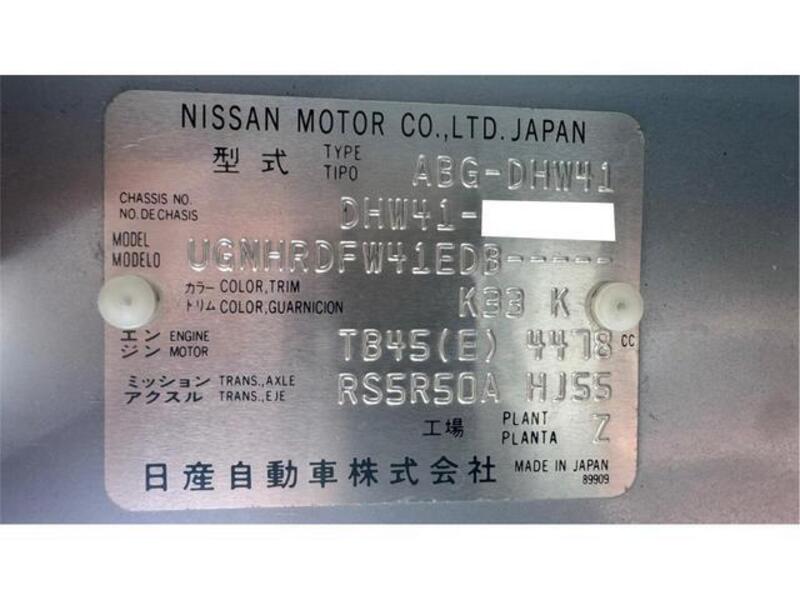 NISSAN MOTOR CO.,LTD. JAPAN
型式 TYPE TIPO ABG-DHW41
CHASSIS NO. NO. DE CHASIS DHW41-
MODEL MODELO UGNHRDFW41EDB-----
カラー COLOR,TRIM
トリム COLOR,GUARNICION K33 K
エンジン ENGINE MOTOR TB45(E) 4478 CC
ミッション TRANS.,AXLE
アクスル TRANS.,EJE RS5R50A HJ55
工場 PLANT PLANTA Z
日産自動車株式会社 MADE IN JAPAN
89909